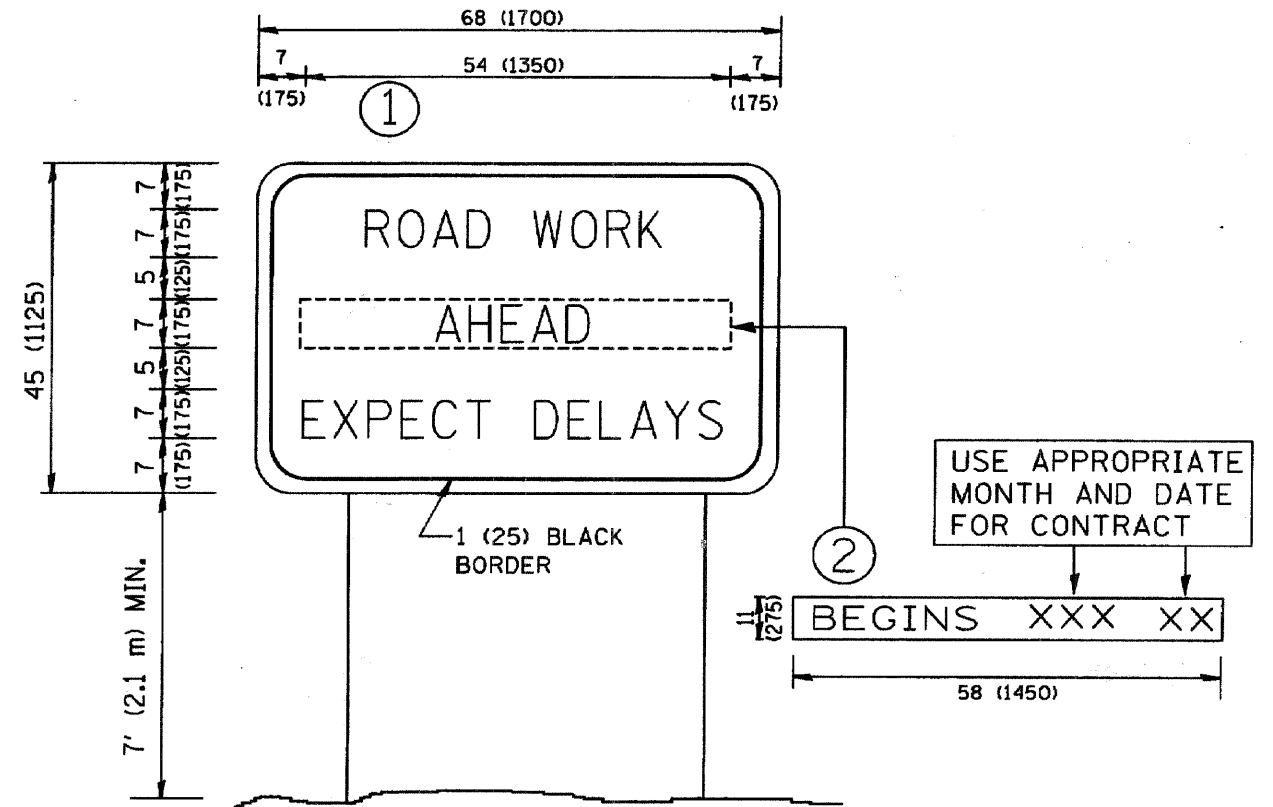 68 (1700)
7 54 (1350) 7
(175) (175)
1
ROAD WORK
AHEAD
EXPECT DELAYS
45 (1125)
7 (175)
7 (175)
5 (125)
7 (175)
5 (125)
7 (175)
7 (175)
7' (2.1 m) MIN.
1 (25) BLACK
BORDER
USE APPROPRIATE
MONTH AND DATE
FOR CONTRACT
2
11 (275)
BEGINS XXX XX
58 (1450)